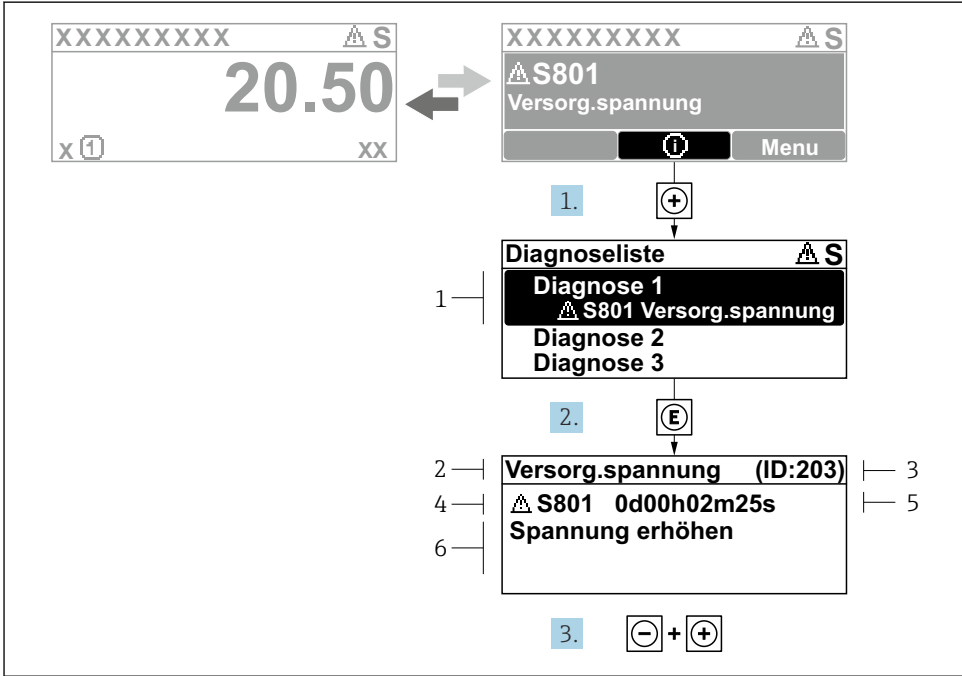 XXXXXXXXX ⚠ S
20.50
X ① XX
XXXXXXXXX ⚠ S
⚠ S801
Versorg.spannung
ⓘ Menu
1. +
Diagnoseliste ⚠ S
1
Diagnose 1
⚠ S801 Versorg.spannung
Diagnose 2
Diagnose 3
2. E
2 Versorg.spannung (ID:203) 3
4 ⚠ S801 0d00h02m25s 5
6 Spannung erhöhen
3. − + +